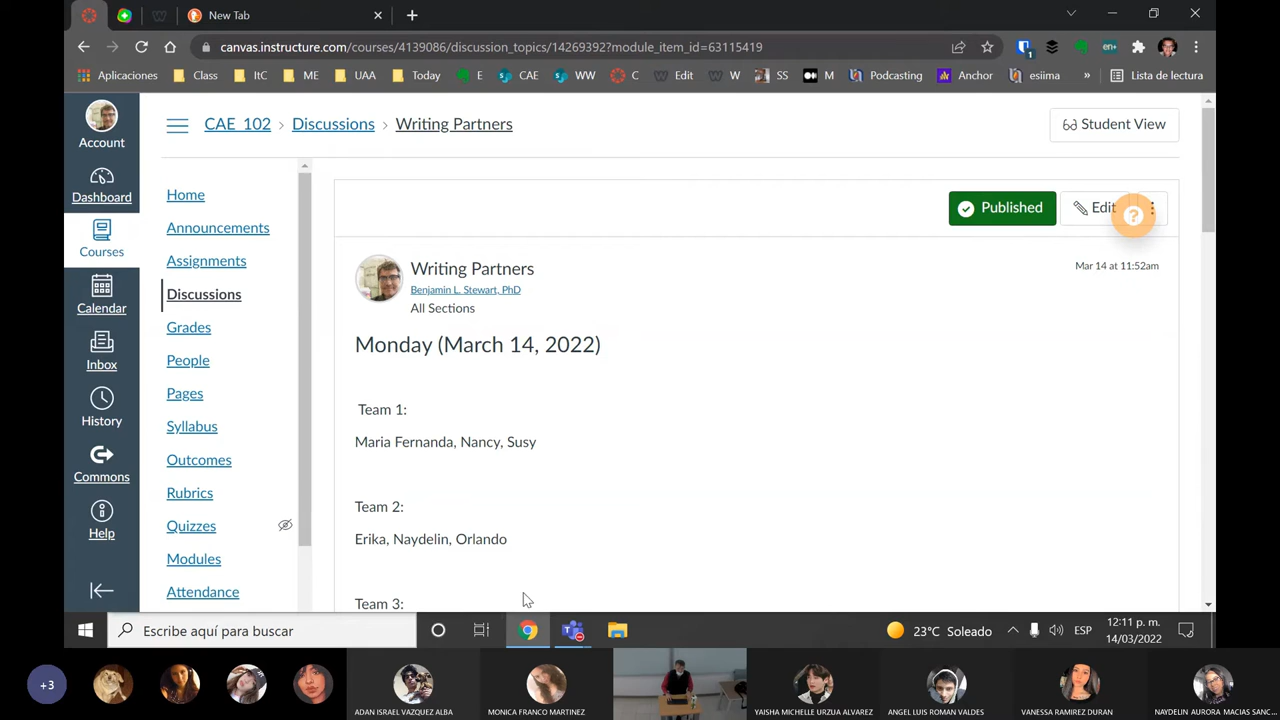 New Tab
canvas.instructure.com/courses/4139086/discussion_topics/14269392?module_item_id=63115419
Aplicaciones Class ItC ME UAA Today E CAE WW C Edit W SS M Podcasting Anchor esiima » Lista de lectura
Account
Dashboard
Courses
Calendar
Inbox
History
Commons
Help
CAE_102 › Discussions › Writing Partners
Student View
Home
Announcements
Assignments
Discussions
Grades
People
Pages
Syllabus
Outcomes
Rubrics
Quizzes
Modules
Attendance
Published
Edit
?
Writing Partners
Mar 14 at 11:52am
Benjamin L. Stewart, PhD
All Sections
Monday (March 14, 2022)
Team 1:
Maria Fernanda, Nancy, Susy
Team 2:
Erika, Naydelin, Orlando
Team 3:
Escribe aquí para buscar
23°C Soleado
ESP
12:11 p. m.
14/03/2022
+3
ADAN ISRAEL VAZQUEZ ALBA
MONICA FRANCO MARTINEZ
YAISHA MICHELLE URZUA ALVAREZ
ANGEL LUIS ROMAN VALDES
VANESSA RAMIREZ DURAN
NAYDELIN AURORA MACIAS SANC...